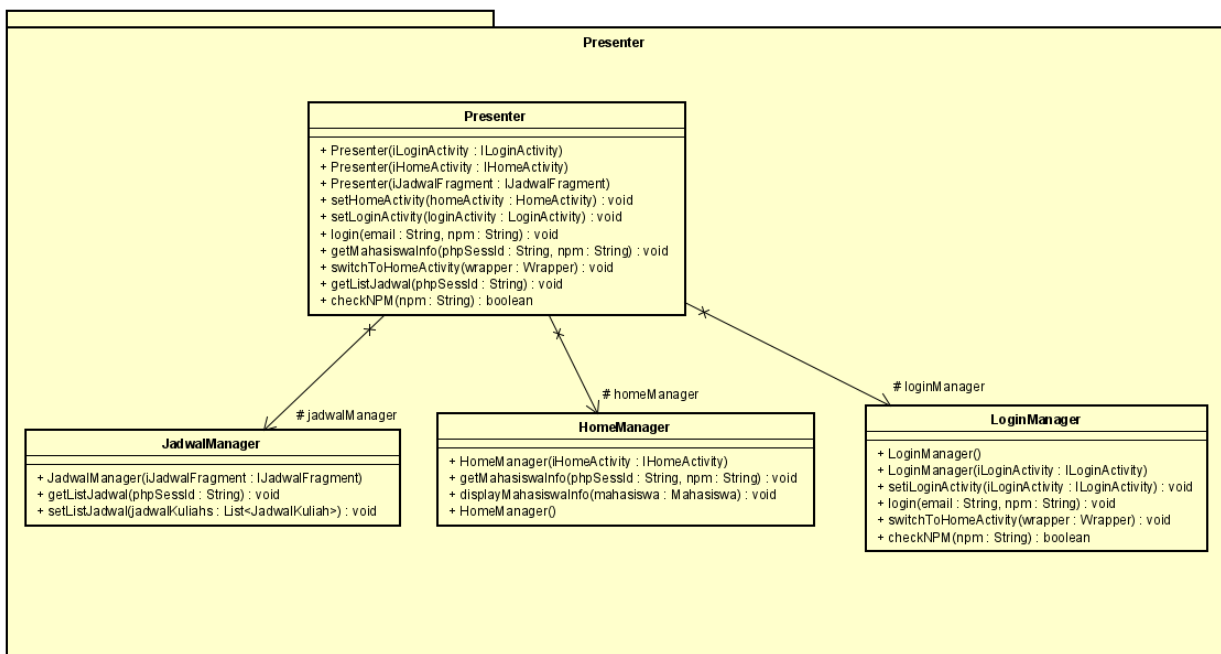 Presenter
Presenter
+ Presenter(iLoginActivity : ILoginActivity)
+ Presenter(iHomeActivity : IHomeActivity)
+ Presenter(iJadwalFragment : IJadwalFragment)
+ setHomeActivity(homeActivity : HomeActivity) : void
+ setLoginActivity(loginActivity : LoginActivity) : void
+ login(email : String, npm : String) : void
+ getMahasiswaInfo(phpSessId : String, npm : String) : void
+ switchToHomeActivity(wrapper : Wrapper) : void
+ getListJadwal(phpSessId : String) : void
+ checkNPM(npm : String) : boolean
# jadwalManager
# homeManager
# loginManager
JadwalManager
+ JadwalManager(iJadwalFragment : IJadwalFragment)
+ getListJadwal(phpSessId : String) : void
+ setListJadwal(jadwalKuliahs : List<JadwalKuliah>) : void
HomeManager
+ HomeManager(iHomeActivity : IHomeActivity)
+ getMahasiswaInfo(phpSessId : String, npm : String) : void
+ displayMahasiswaInfo(mahasiswa : Mahasiswa) : void
+ HomeManager()
LoginManager
+ LoginManager()
+ LoginManager(iLoginActivity : ILoginActivity)
+ setiLoginActivity(iLoginActivity : ILoginActivity) : void
+ login(email : String, npm : String) : void
+ switchToHomeActivity(wrapper : Wrapper) : void
+ checkNPM(npm : String) : boolean